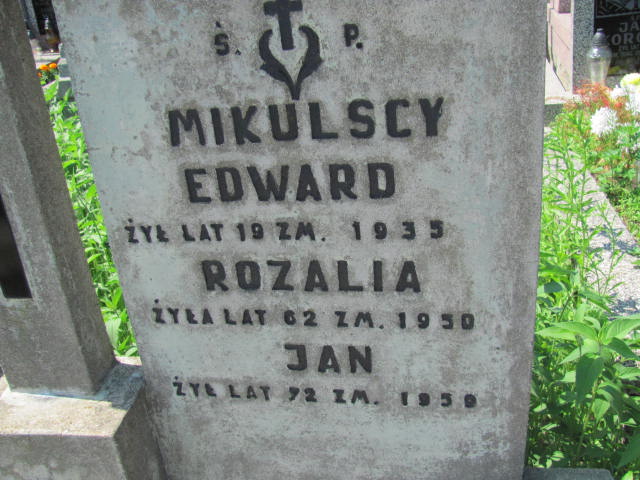 Ś. P.
MIKULSCY
EDWARD
ŻYŁ LAT 19 ZM. 1935
ROZALIA
ŻYŁA LAT 62 ZM. 1950
JAN
ŻYŁ LAT 72 ZM. 1959